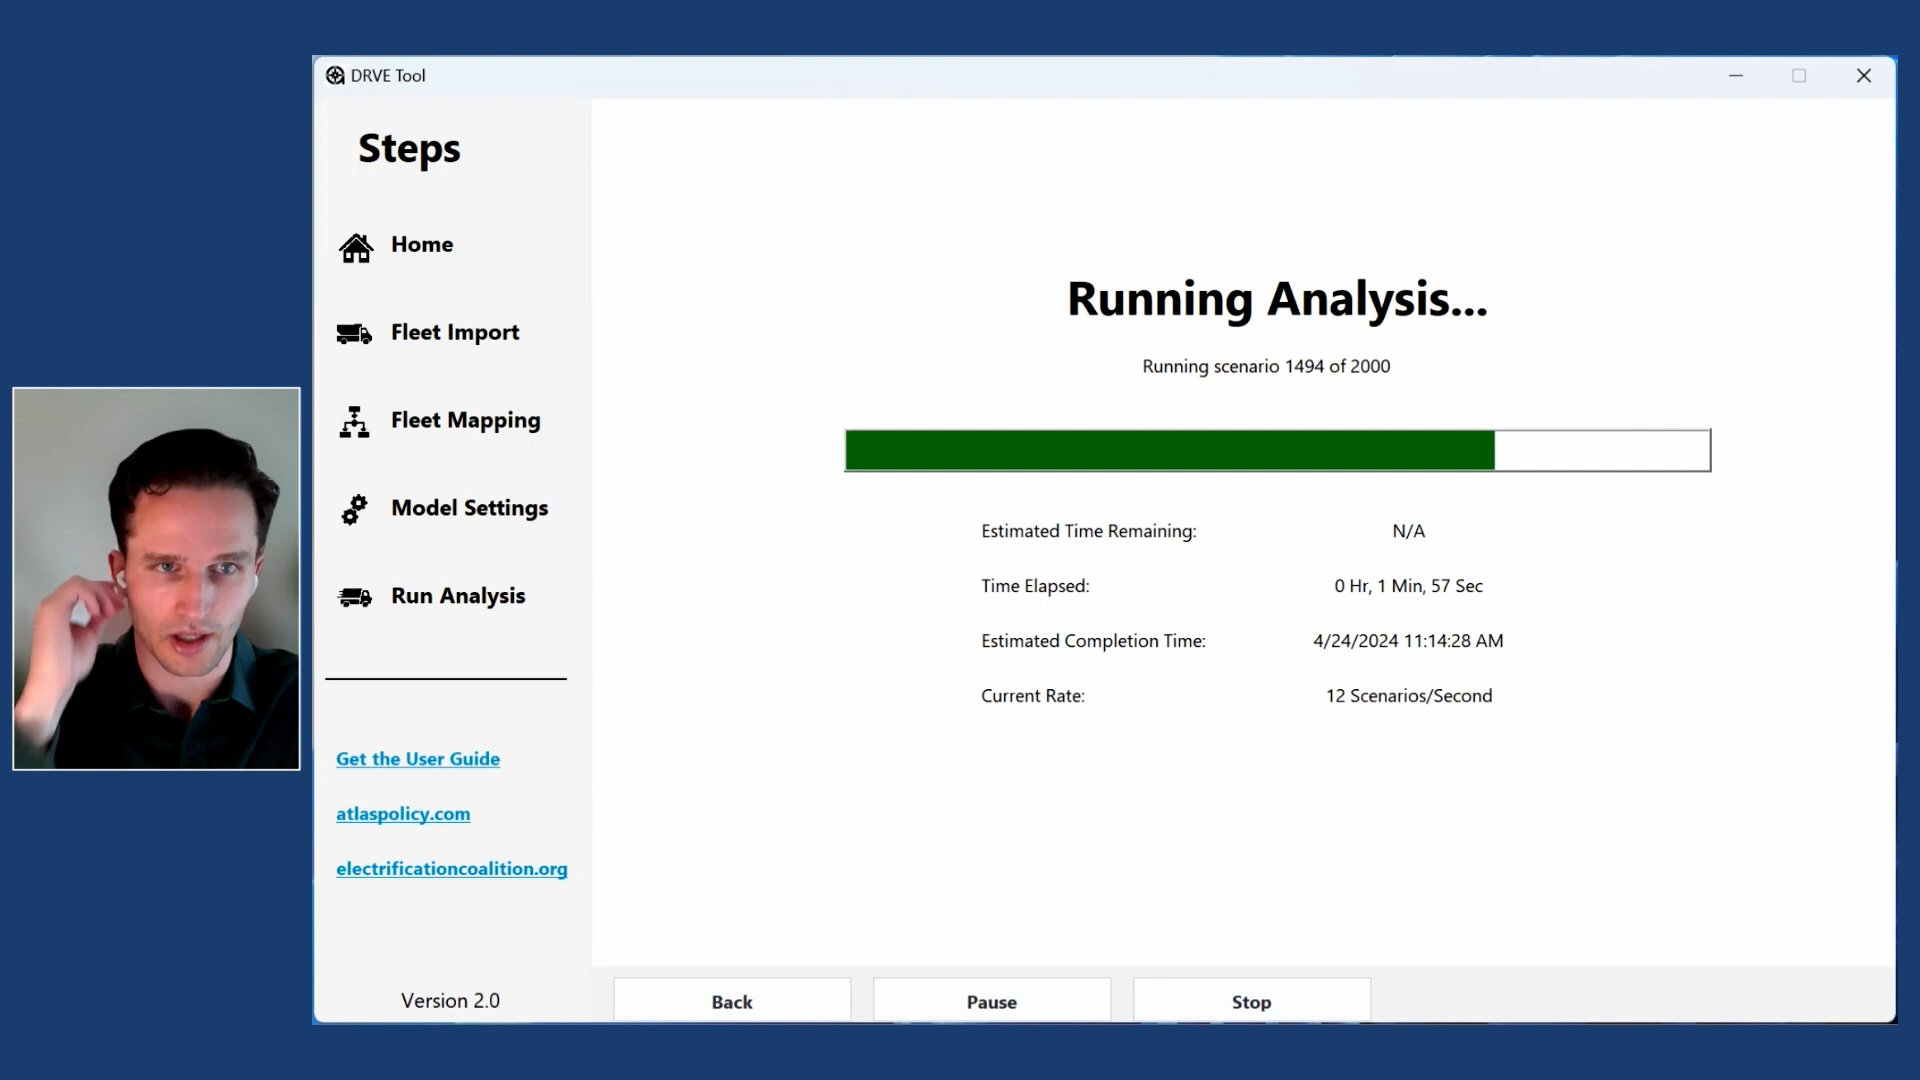 DRVE Tool
Steps
Home
Fleet Import
Fleet Mapping
Model Settings
Run Analysis
Get the User Guide
atlaspolicy.com
electrificationcoalition.org
Version 2.0
Running Analysis...
Running scenario 1494 of 2000
Estimated Time Remaining: N/A
Time Elapsed: 0 Hr, 1 Min, 57 Sec
Estimated Completion Time: 4/24/2024 11:14:28 AM
Current Rate: 12 Scenarios/Second
Back Pause Stop